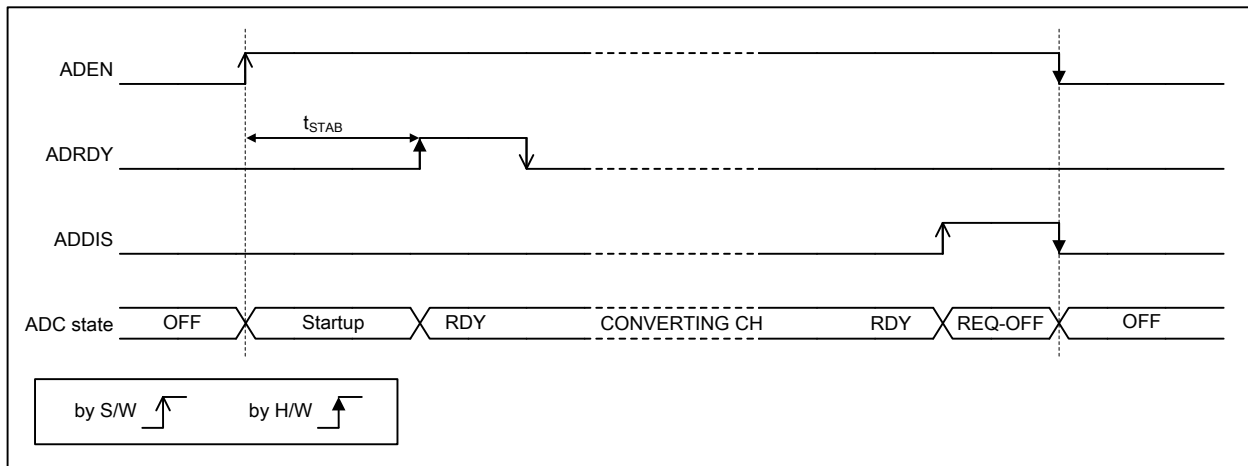 ADEN
tSTAB
ADRDY
ADDIS
ADC state OFF Startup RDY CONVERTING CH RDY REQ-OFF OFF
by S/W by H/W